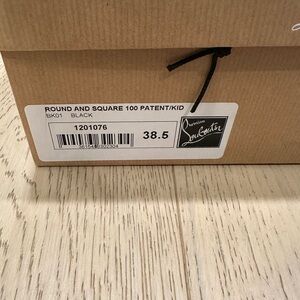 ROUND AND SQUARE 100 PATENT/KID
BK01 BLACK
1201076
38.5
Christian
Louboutin